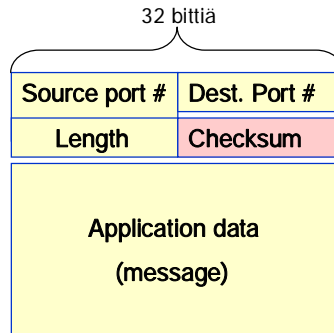 32 bittiä
Source port # Dest. Port #
Length Checksum
Application data
(message)